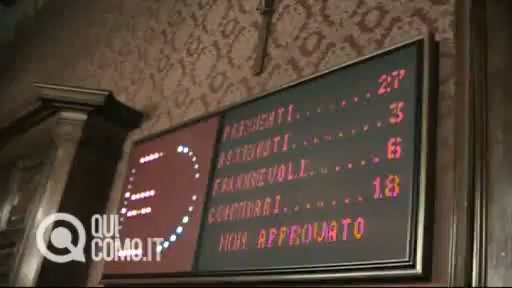 PRESENTI.......27
ASTENUTI.......3
FAVOREVOLI......6
CONTRARI.......18
NON APPROVATO
QUI
COMO.IT